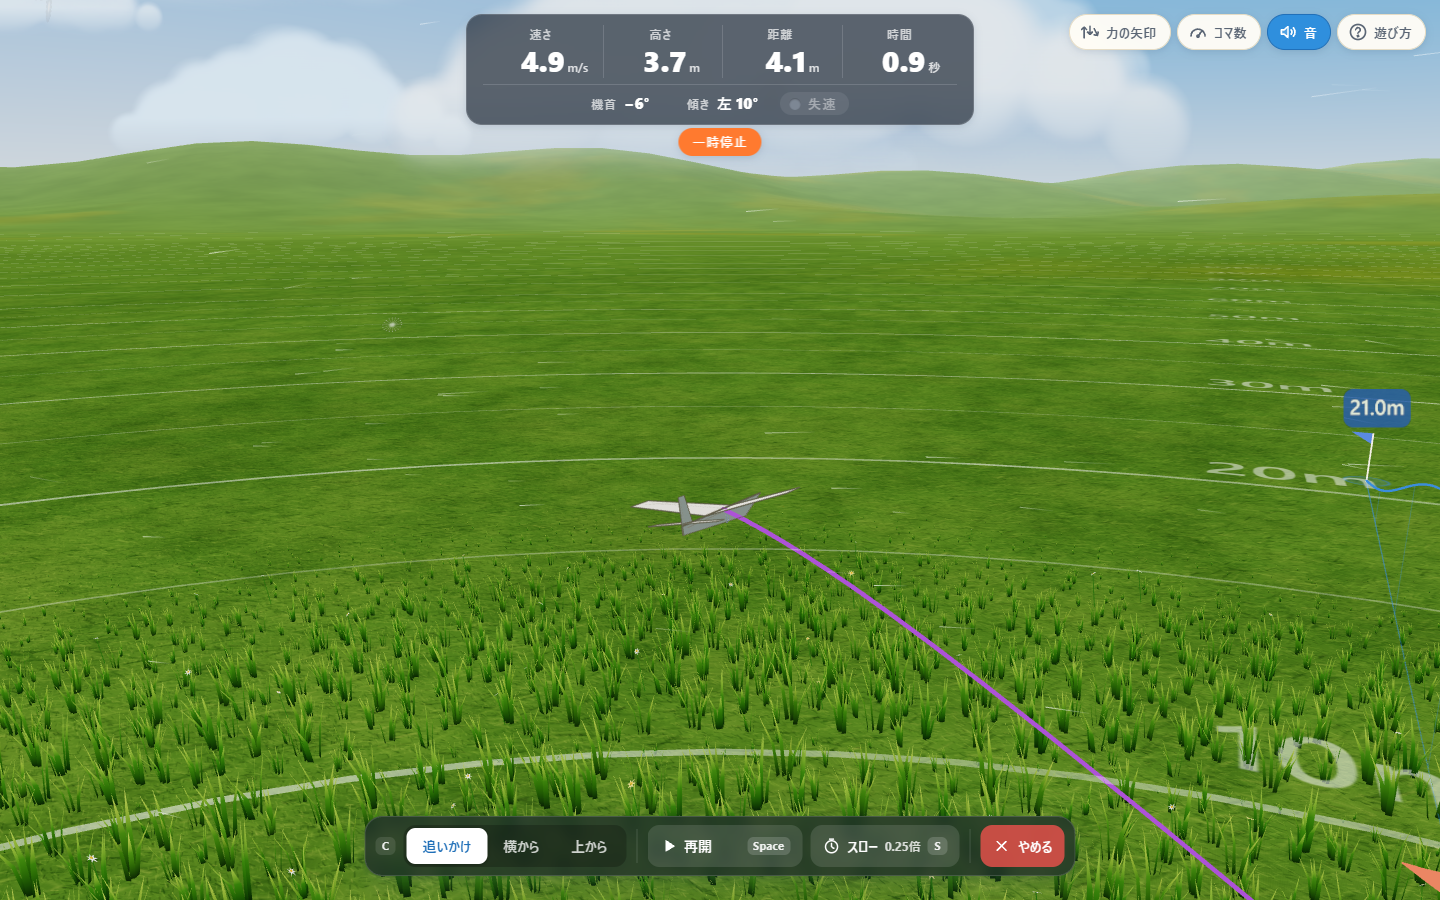 速さ 高さ 距離 時間
4.9 m/s 3.7 m 4.1 m 0.9 秒
機首 −6° 傾き 左 10° 失速
一時停止
力の矢印 コマ数 音 遊び方
40m
30m
21.0m
20m
10m
C 追いかけ 横から 上から 再開 Space スロー 0.25倍 S やめる